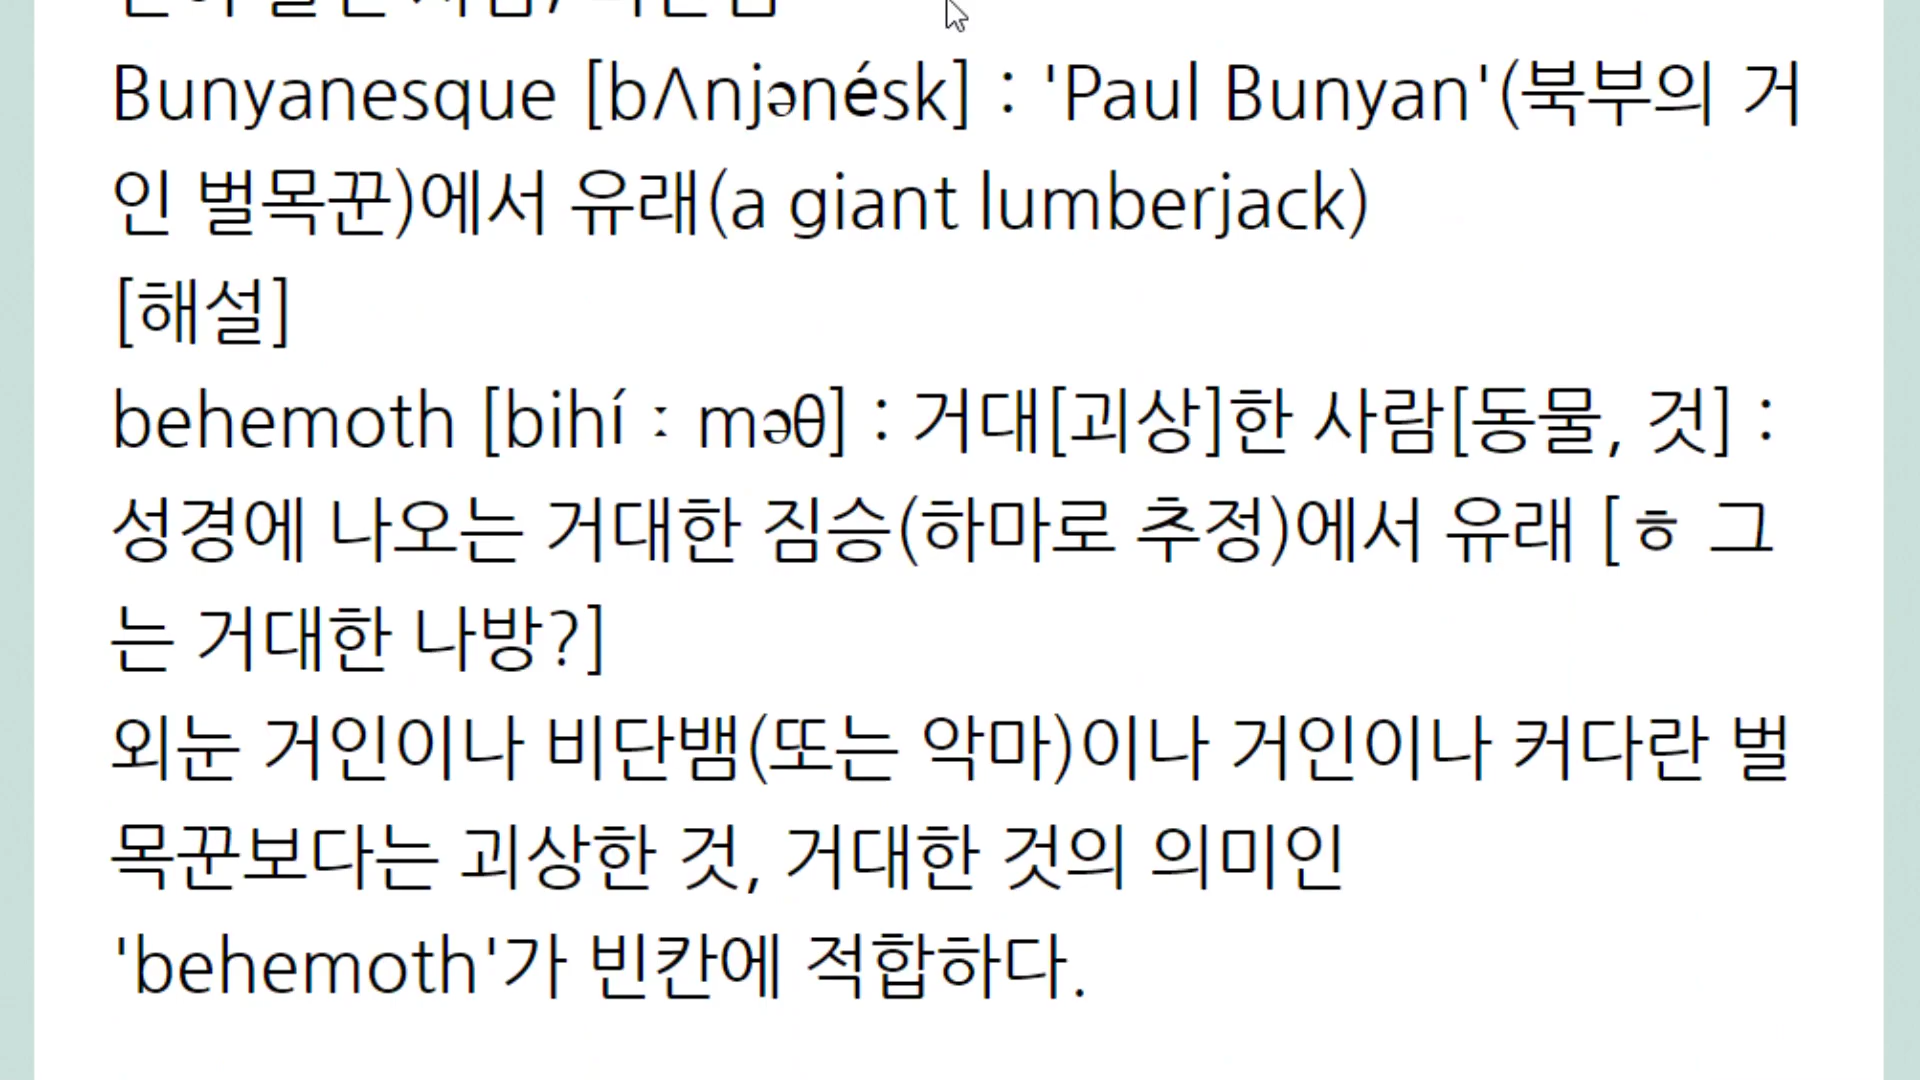 Bunyanesque [bΛnjənésk] : 'Paul Bunyan'(북부의 거
인 벌목꾼)에서 유래(a giant lumberjack)
[해설]
behemoth [bihíːməθ] : 거대[괴상]한 사람[동물, 것] :
성경에 나오는 거대한 짐승(하마로 추정)에서 유래 [ㅎ 그
는 거대한 나방?]
외눈 거인이나 비단뱀(또는 악마)이나 거인이나 커다란 벌
목꾼보다는 괴상한 것, 거대한 것의 의미인
'behemoth'가 빈칸에 적합하다.